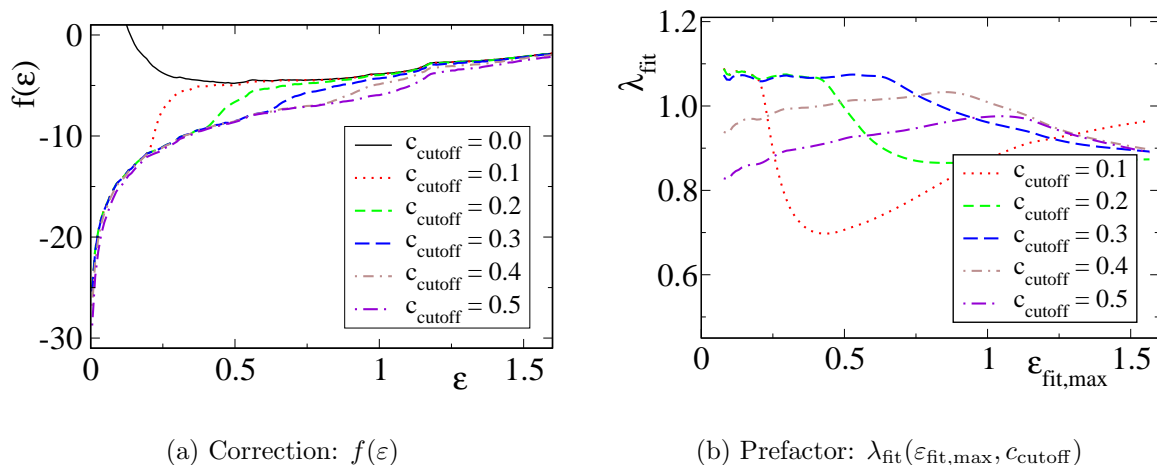 0
-10
-20
-30
f(ε)
0
0.5
1
1.5
ε
c_cutoff = 0.0
c_cutoff = 0.1
c_cutoff = 0.2
c_cutoff = 0.3
c_cutoff = 0.4
c_cutoff = 0.5
(a) Correction: f(ε)
1.2
1.0
0.8
0.6
λ_fit
0
0.5
1
1.5
ε_fit,max
c_cutoff = 0.1
c_cutoff = 0.2
c_cutoff = 0.3
c_cutoff = 0.4
c_cutoff = 0.5
(b) Prefactor: λ_fit(ε_fit,max, c_cutoff)